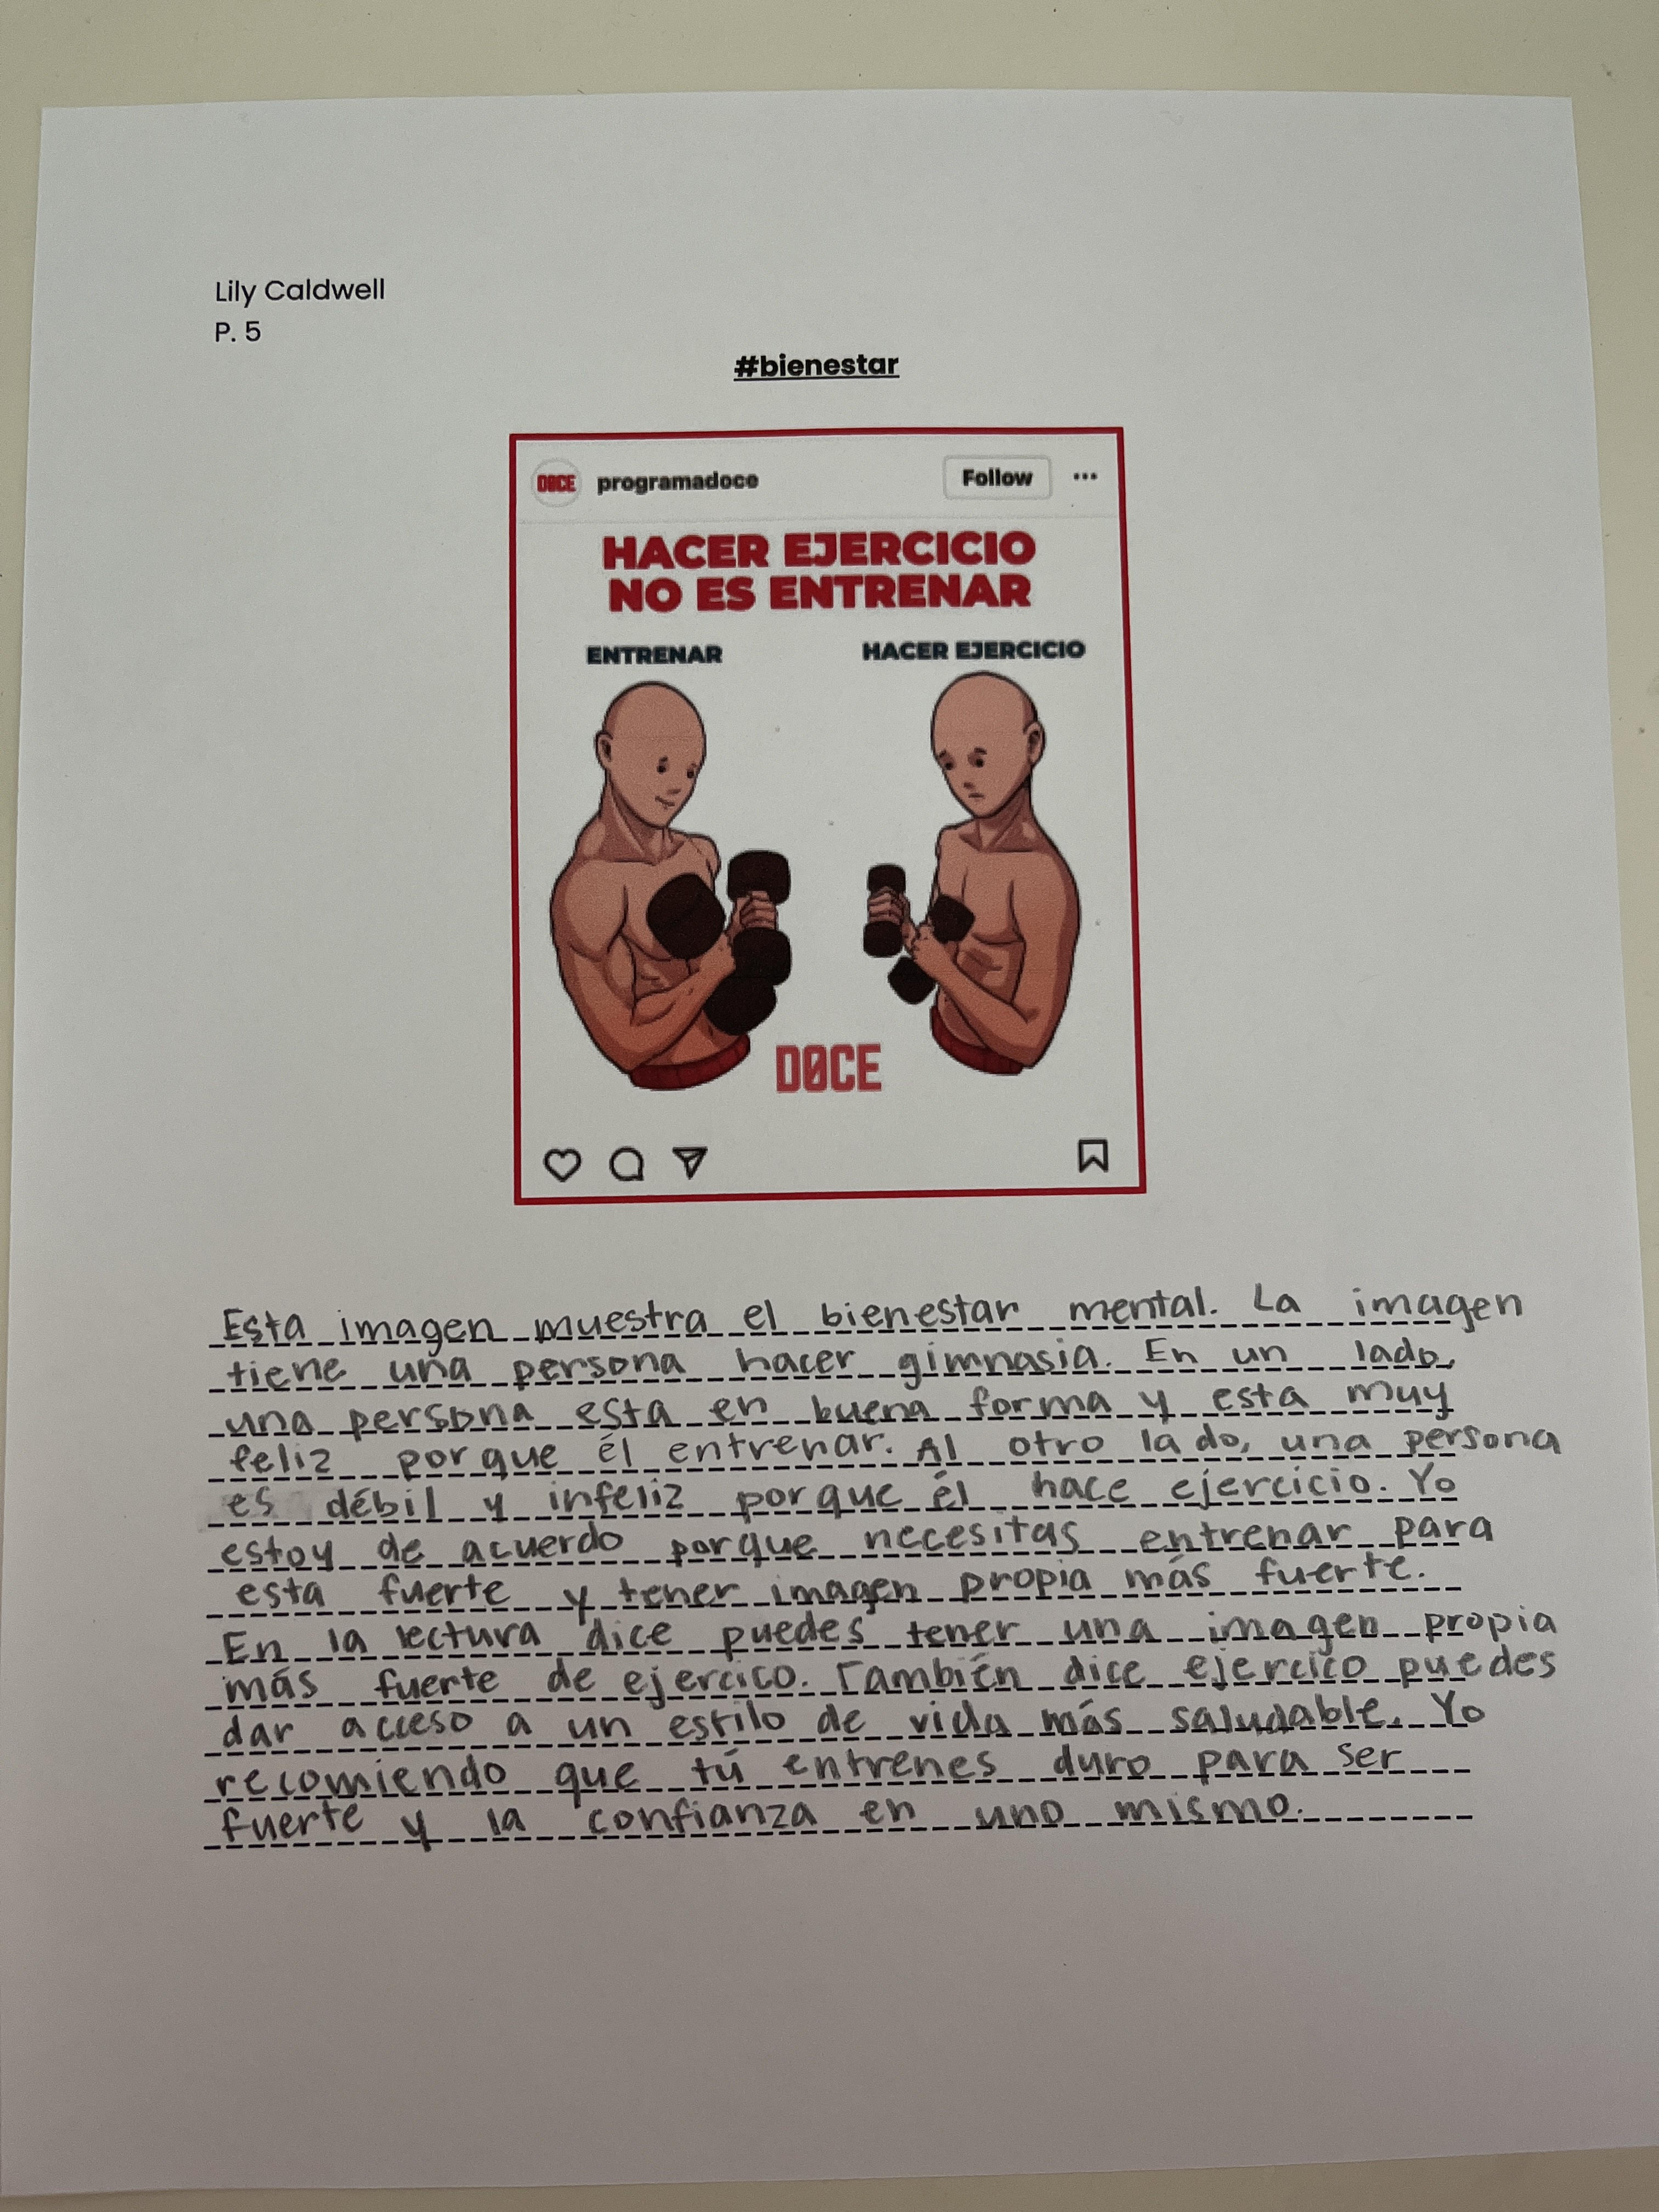 Lily Caldwell
P. 5
#bienestar
DØCE programadoce Follow ...
HACER EJERCICIO
NO ES ENTRENAR
ENTRENAR HACER EJERCICIO
DØCE
Esta imagen muestra el bienestar mental. La imagen
tiene una persona hacer gimnasia. En un lado,
una persona esta en buena forma y esta muy
feliz porque él entrenar. Al otro lado, una persona
es débil y infeliz porque él hace ejercicio. Yo
estoy de acuerdo porque necesitas entrenar para
esta fuerte y tener imagen propia más fuerte.
En la lectura dice puedes tener una imagen propia
más fuerte de ejercico. También dice ejercico puedes
dar acceso a un estilo de vida más saludable. Yo
recomiendo que tú entrenes duro para ser
fuerte y la confianza en uno mismo.